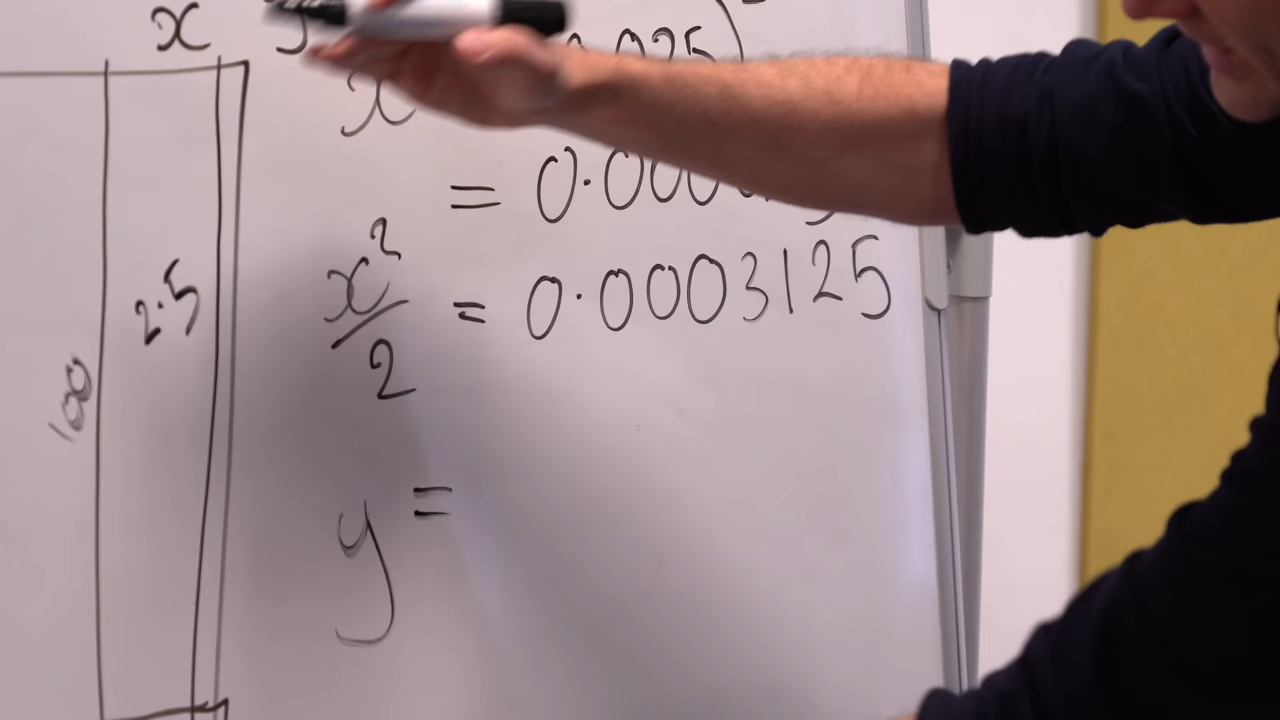 x
x
= 0.000
x²/2 = 0.0003125
2.5
100
y =